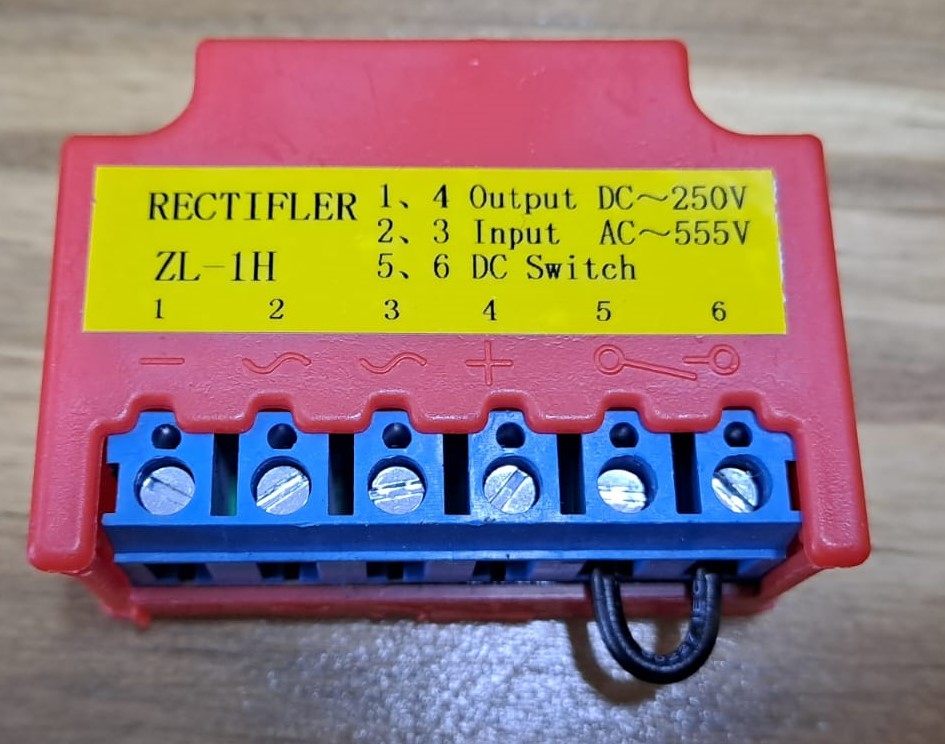 RECTIFLER
ZL-1H
1、4 Output DC～250V
2、3 Input AC～555V
5、6 DC Switch
1 2 3 4 5 6